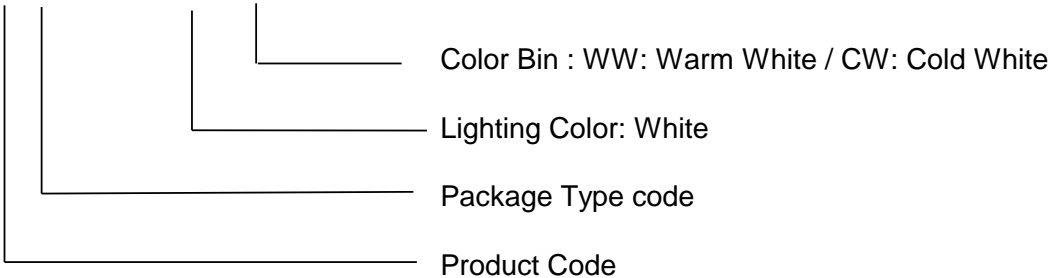 Color Bin : WW: Warm White / CW: Cold White
Lighting Color: White
Package Type code
Product Code